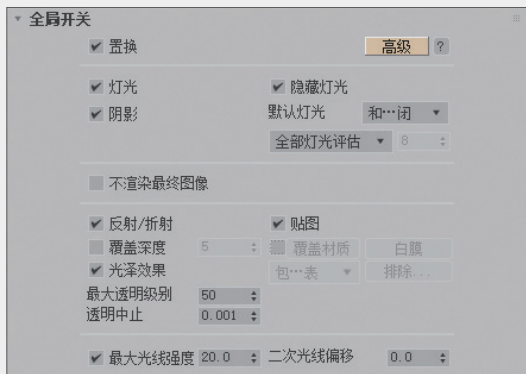 全局开关
置换 高级 ?
灯光 隐藏灯光
阴影 默认灯光 和…闭
全部灯光评估 8
不渲染最终图像
反射/折射 贴图
覆盖深度 5 覆盖材质 白膜
光泽效果 包…表 排除...
最大透明级别 50
透明中止 0.001
最大光线强度 20.0 二次光线偏移 0.0